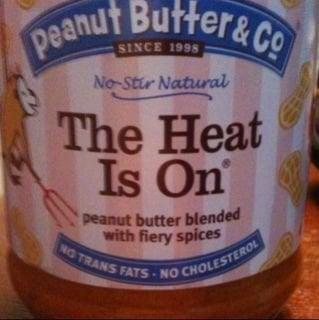 Peanut Butter & Co
SINCE 1998
No-Stir Natural
The Heat
Is On®
peanut butter blended
with fiery spices
NO TRANS FATS · NO CHOLESTEROL